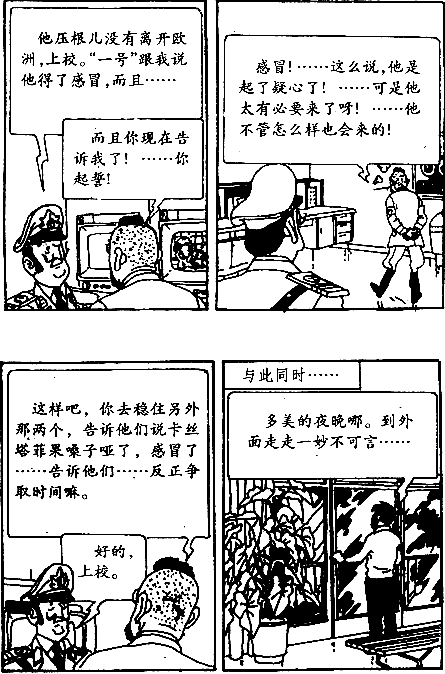 他压根儿没有离开欧
洲,上校。“一号”跟我说
他得了感冒,而且……
而且你现在告
诉我了!……你
起誓!
感冒!……这么说,他是
起了疑心了!……可是他
太有必要来了呀!……他
不管怎么样也会来的!
这样吧,你去稳住另外
那两个,告诉他们说卡丝
塔菲果嗓子哑了,感冒了
……告诉他们……反正争
取时间嘛。
好的,
上校。
与此同时……
多美的夜晚哪。到外
面走走一妙不可言……